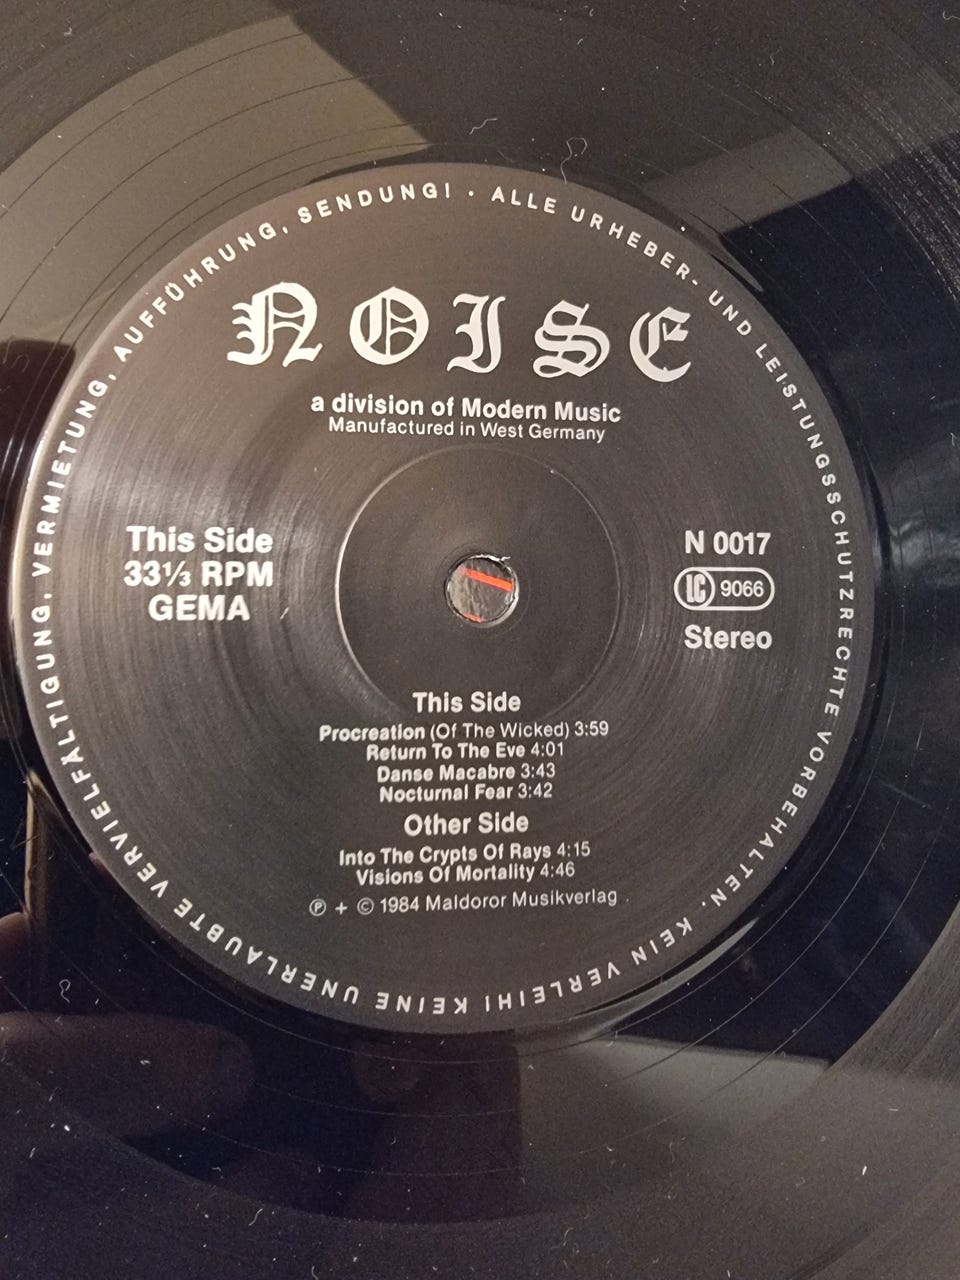 ALLE URHEBER- UND LEISTUNGSSCHUTZRECHTE VORBEHALTEN. KEIN VERLEIH! KEINE UNERLAUBTE VERVIELFÄLTIGUNG, VERMIETUNG, AUFFÜHRUNG, SENDUNG! ·
NOISE
a division of Modern Music
Manufactured in West Germany
This Side
33⅓ RPM
GEMA
N 0017
LC 9066
Stereo
This Side
Procreation (Of The Wicked) 3:59
Return To The Eve 4:01
Danse Macabre 3:43
Nocturnal Fear 3:42
Other Side
Into The Crypts Of Rays 4:15
Visions Of Mortality 4:46
℗ + © 1984 Maldoror Musikverlag .